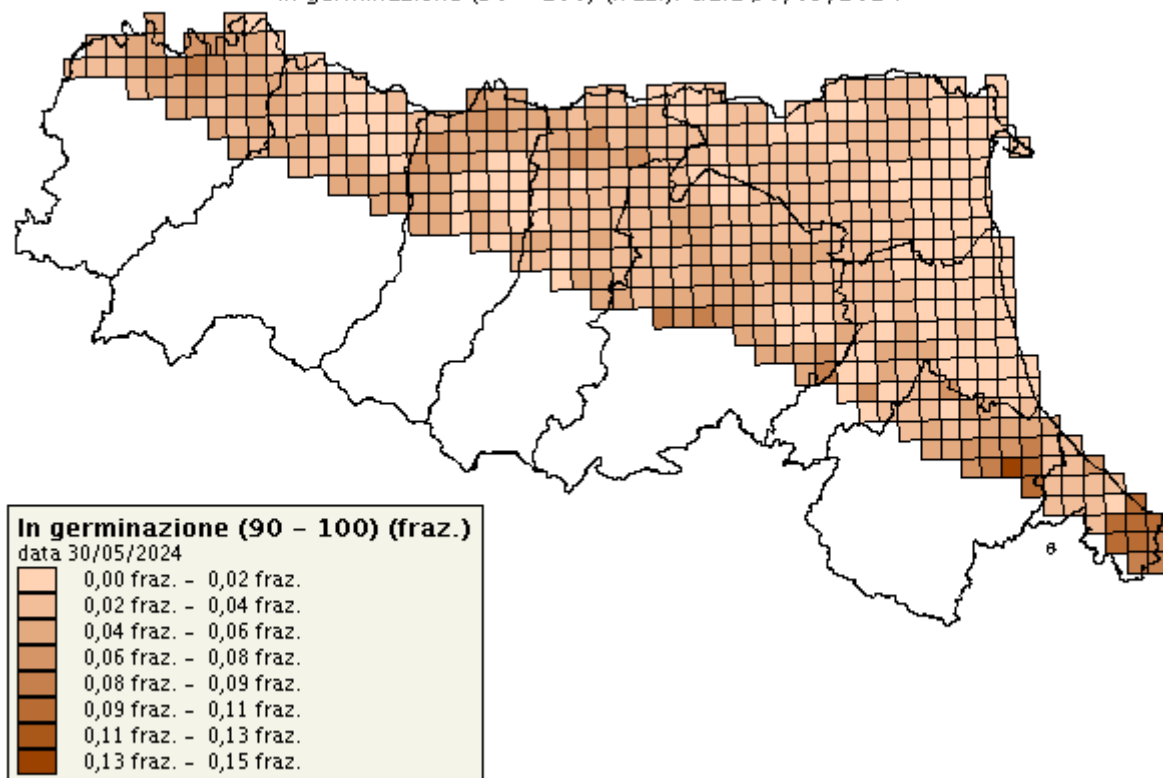 In germinazione (90 – 100) (fraz.)
data 30/05/2024
0,00 fraz. – 0,02 fraz.
0,02 fraz. – 0,04 fraz.
0,04 fraz. – 0,06 fraz.
0,06 fraz. – 0,08 fraz.
0,08 fraz. – 0,09 fraz.
0,09 fraz. – 0,11 fraz.
0,11 fraz. – 0,13 fraz.
0,13 fraz. – 0,15 fraz.